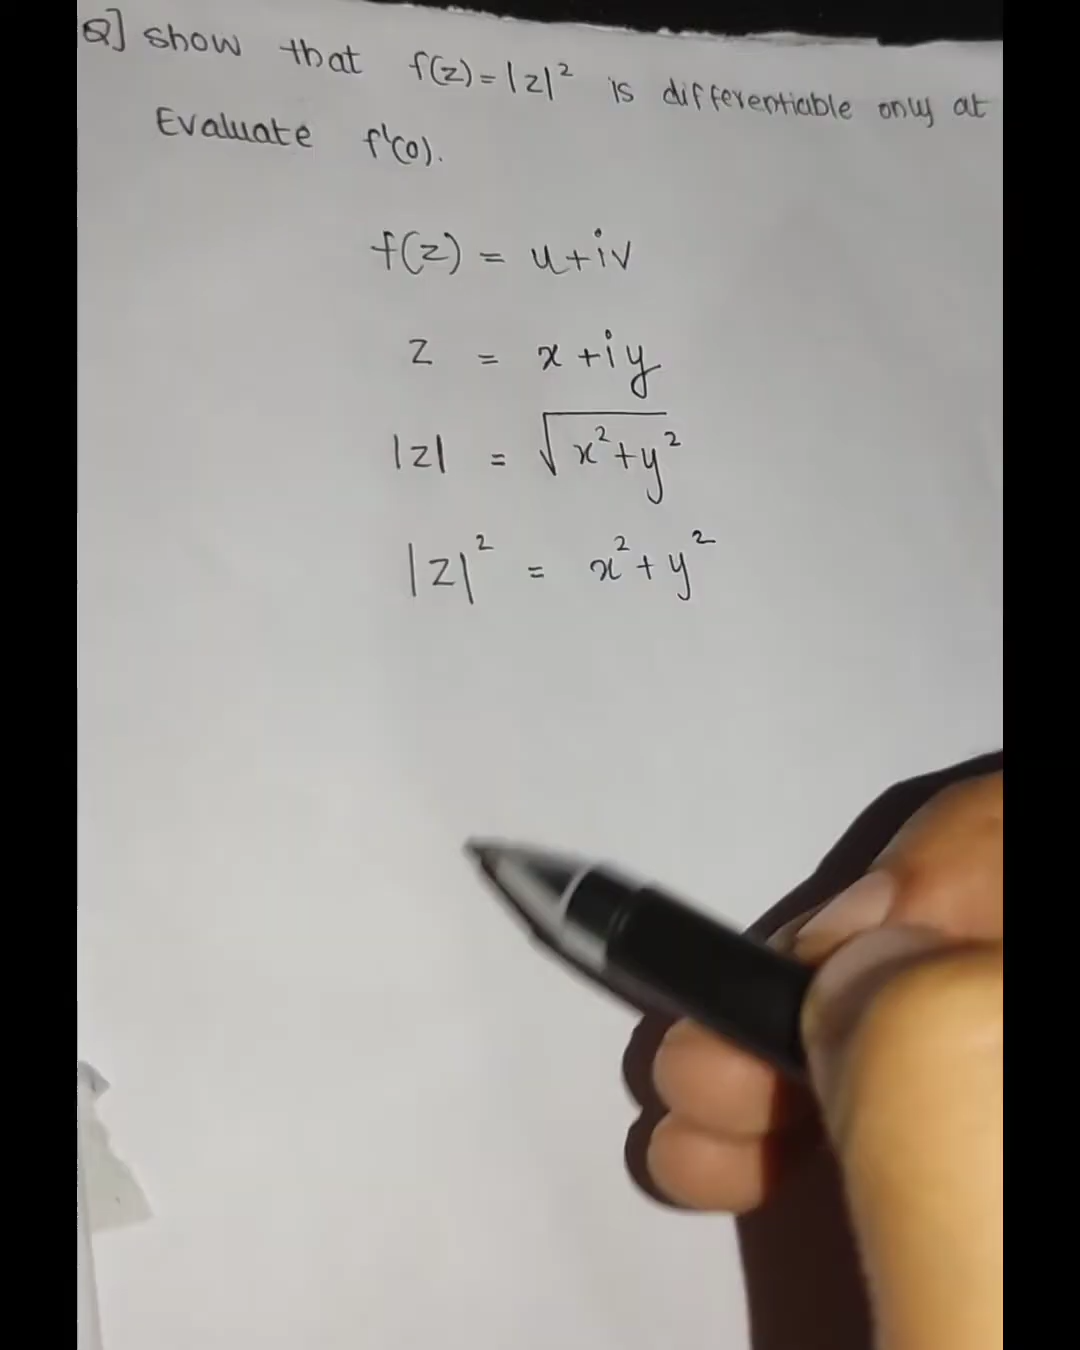 Q] show that f(z) = |z|² is differentiable only at
Evaluate f'(0).
f(z) = u+iv
z = x+iy
|z| = √x²+y²
|z|² = x²+y²